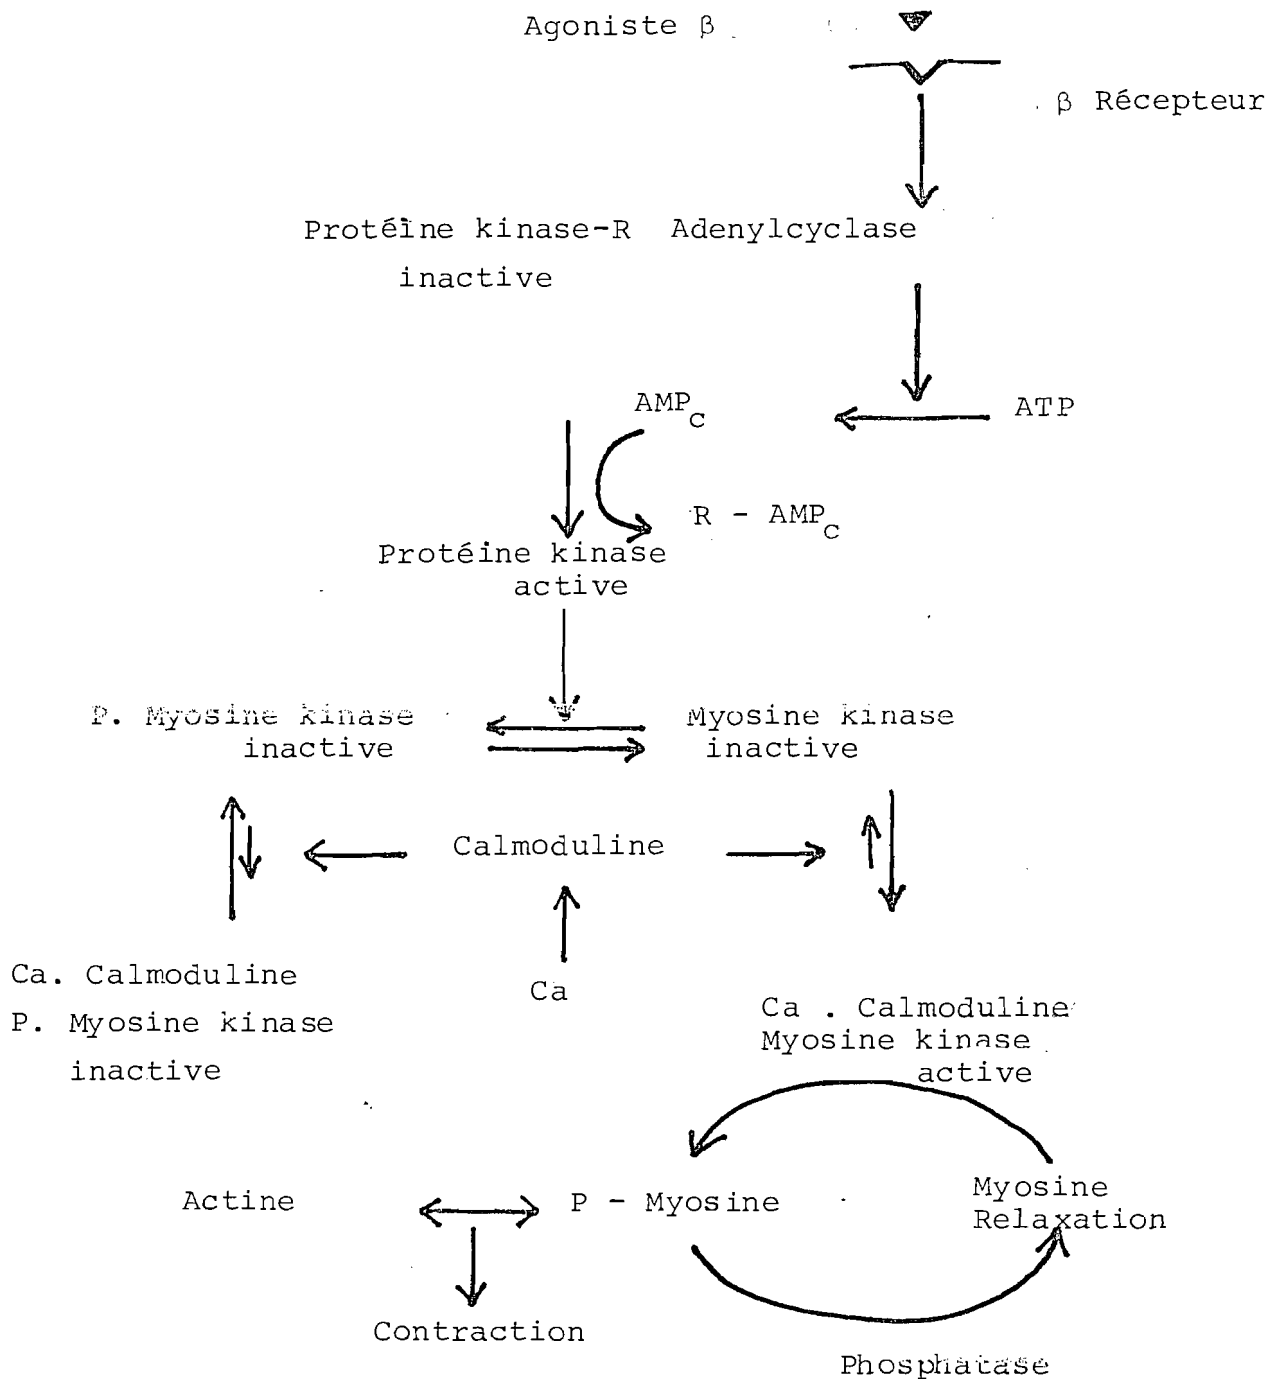 Agoniste β
β Récepteur
Protéine kinase-R Adenylcyclase
inactive
AMPc
ATP
R - AMPc
Protéine kinase
active
P. Myosine kinase
inactive
Myosine kinase
inactive
Calmoduline
Ca. Calmoduline
P. Myosine kinase
inactive
Ca
Ca . Calmoduline
Myosine kinase
active
Actine
P - Myosine
Myosine
Relaxation
Contraction
Phosphatase